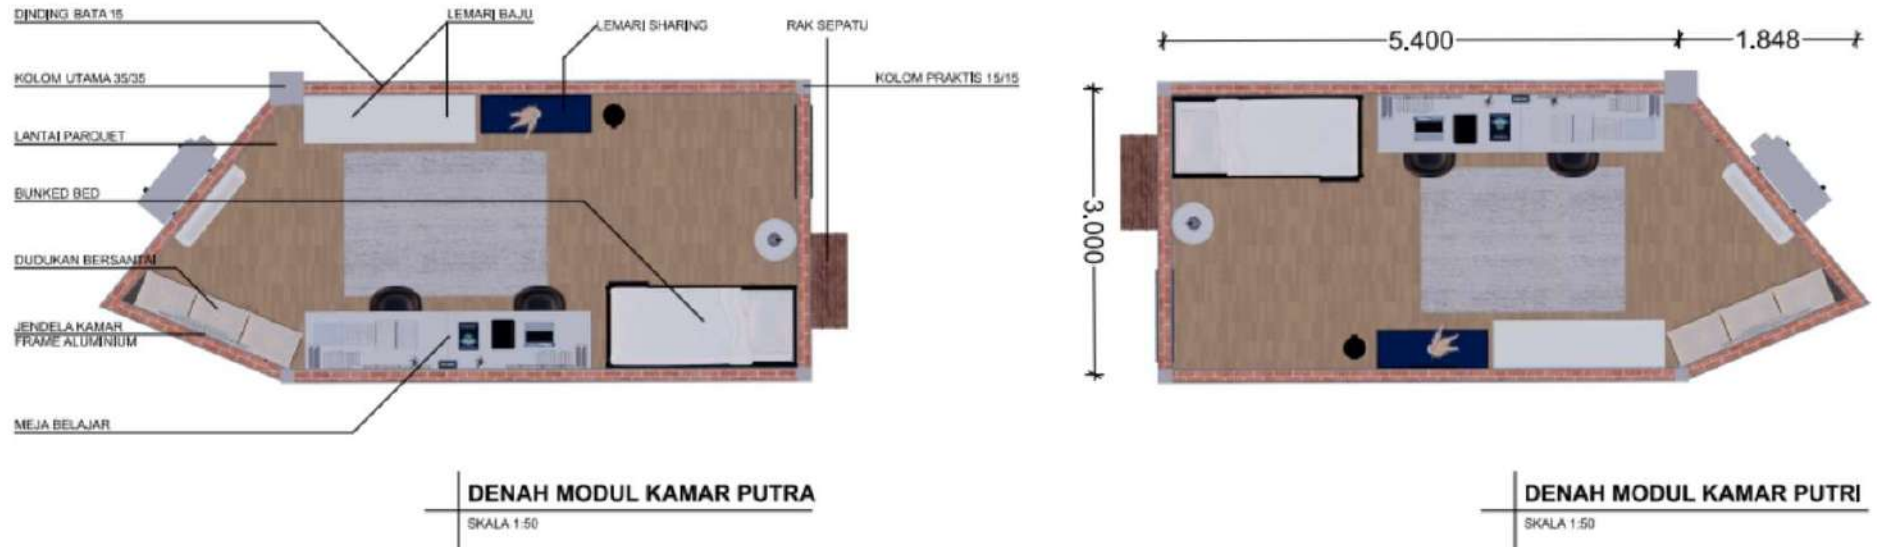 DINDING BATA 15
LEMARI BAJU
LEMARI SHARING
RAK SEPATU
KOLOM UTAMA 35/35
KOLOM PRAKTIS 15/15
LANTAI PARQUET
BUNKED BED
DUDUKAN BERSANTAI
JENDELA KAMAR
FRAME ALUMINIUM
MEJA BELAJAR
DENAH MODUL KAMAR PUTRA
SKALA 1:50
5.400
1.848
3.000
DENAH MODUL KAMAR PUTRI
SKALA 1:50